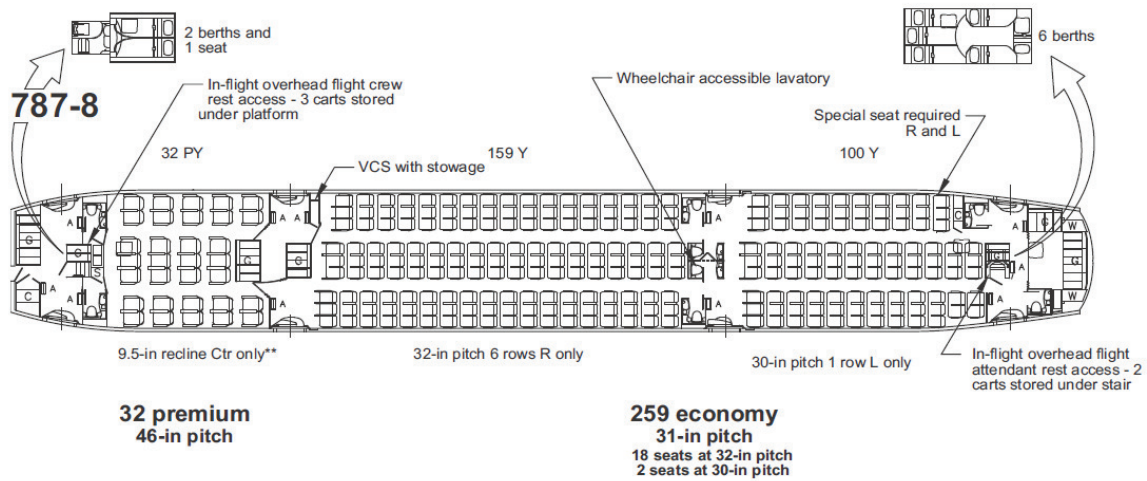 2 berths and
1 seat
6 berths
787-8
In-flight overhead flight crew
rest access - 3 carts stored
under platform
Wheelchair accessible lavatory
Special seat required
R and L
32 PY
159 Y
100 Y
VCS with stowage
A
A
A
A
A
C
A
G
W
G
G
G
G
G
S
A
G
C
A
A
A
A
A
A
W
9.5-in recline Ctr only**
32-in pitch 6 rows R only
30-in pitch 1 row L only
In-flight overhead flight
attendant rest access - 2
carts stored under stair
32 premium
46-in pitch
259 economy
31-in pitch
18 seats at 32-in pitch
2 seats at 30-in pitch